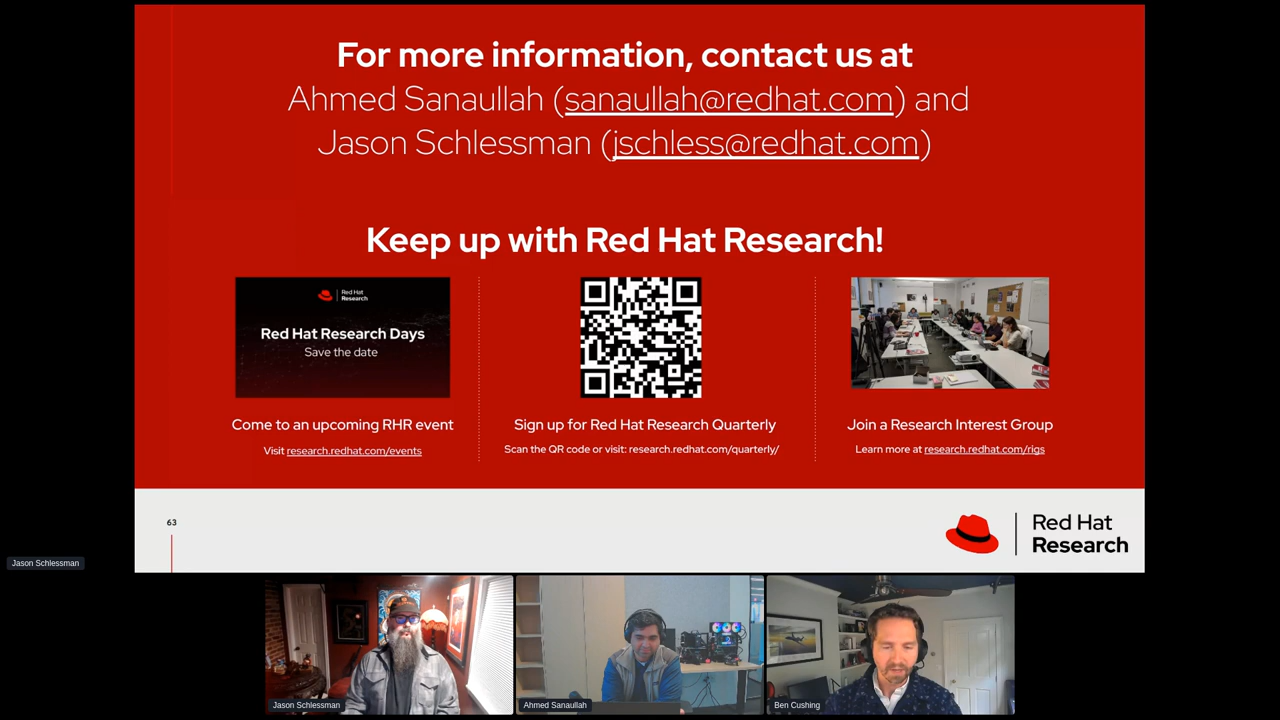 For more information, contact us at
Ahmed Sanaullah (sanaullah@redhat.com) and
Jason Schlessman (jschless@redhat.com)
Keep up with Red Hat Research!
Red Hat
Research
Red Hat Research Days
Save the date
Come to an upcoming RHR event
Visit research.redhat.com/events
Sign up for Red Hat Research Quarterly
Scan the QR code or visit: research.redhat.com/quarterly/
Join a Research Interest Group
Learn more at research.redhat.com/rigs
63
Red Hat
Research
Jason Schlessman
Jason Schlessman
Ahmed Sanaullah
Ben Cushing